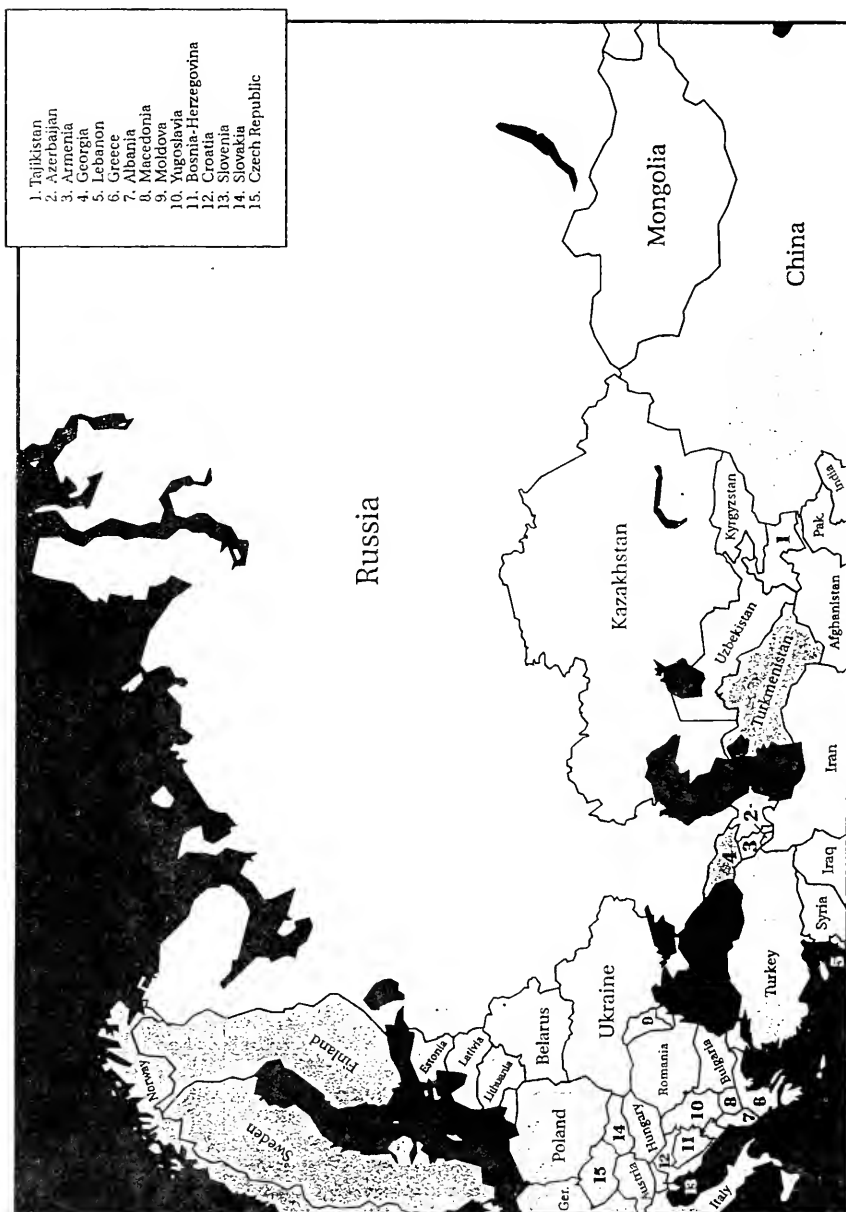 1. Tajikistan
2. Azerbaijan
3. Armenia
4. Georgia
5. Lebanon
6. Greece
7. Albania
8. Macedonia
9. Moldova
10. Yugoslavia
11. Bosnia-Herzegovina
12. Croatia
13. Slovenia
14. Slovakia
15. Czech Republic
Norway
Sweden
Finland
Russia
Estonia
Lativia
Lithuania
Belarus
Poland
Ger.
Ukraine
Kazakhstan
Mongolia
China
15
14
Austria
Hungary
Romania
9
13
12
11
10
Bulgaria
8
7
6
Italy
4
3
2-
Uzbekistan
Kyrgyzstan
Turkmenistan
1
Turkey
Syria
Iraq
Iran
Afghanistan
Pak.
India
5